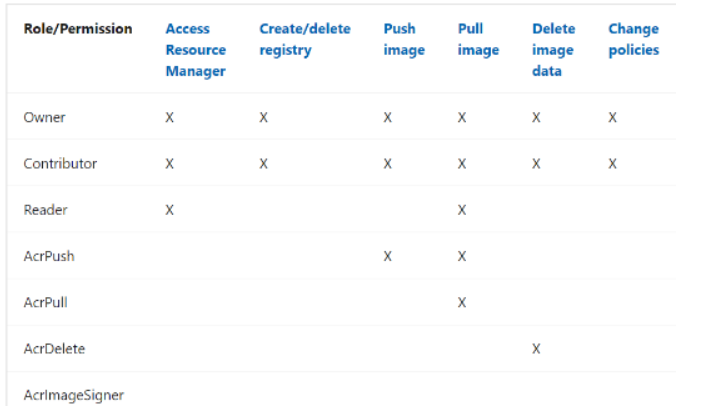 Role/Permission Access Resource Manager Create/delete registry Push image Pull image Delete image data Change policies
Owner X X X X X X
Contributor X X X X X X
Reader X X
AcrPush X X
AcrPull X
AcrDelete X
AcrImageSigner